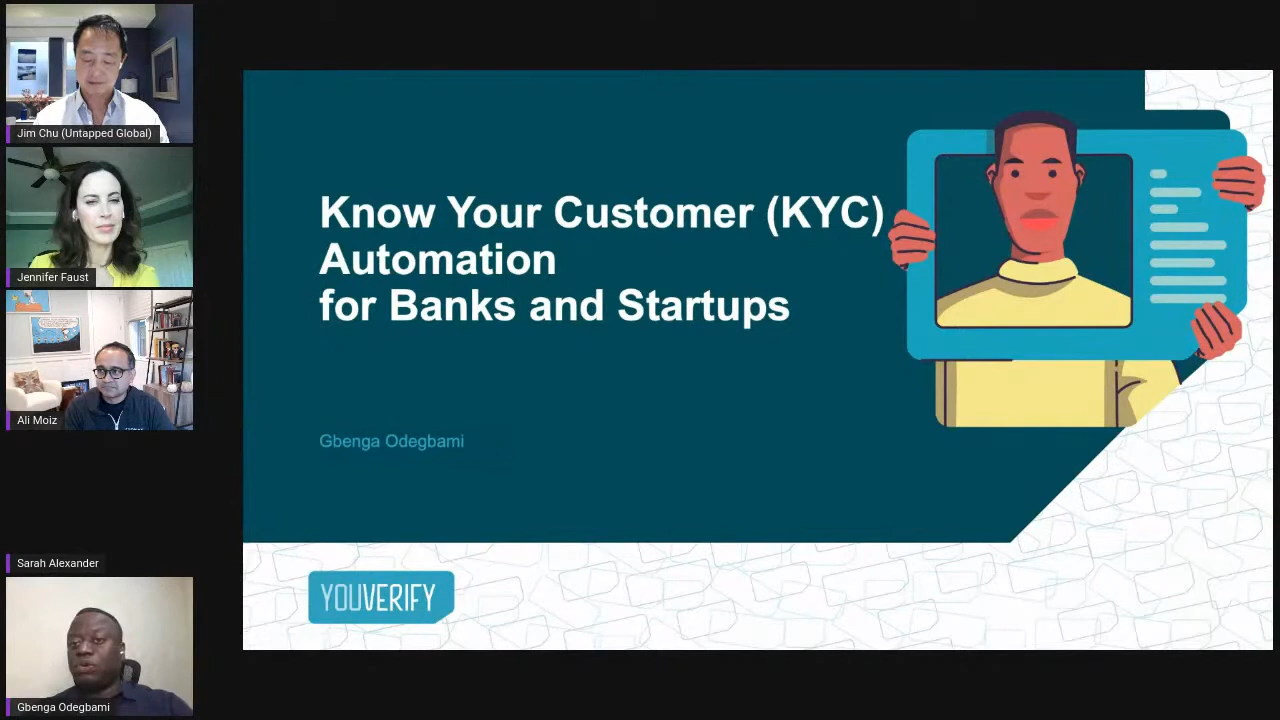 Jim Chu (Untapped Global)
Jennifer Faust
Ali Moiz
Sarah Alexander
Gbenga Odegbami
Know Your Customer (KYC)
Automation
for Banks and Startups
Gbenga Odegbami
YOUVERIFY